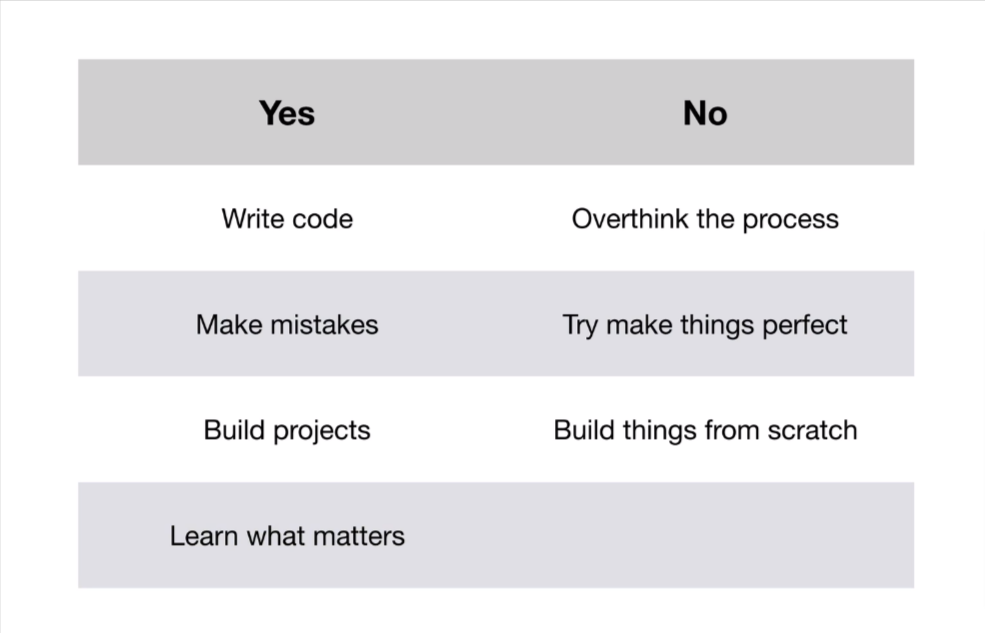 Yes No
Write code Overthink the process
Make mistakes Try make things perfect
Build projects Build things from scratch
Learn what matters